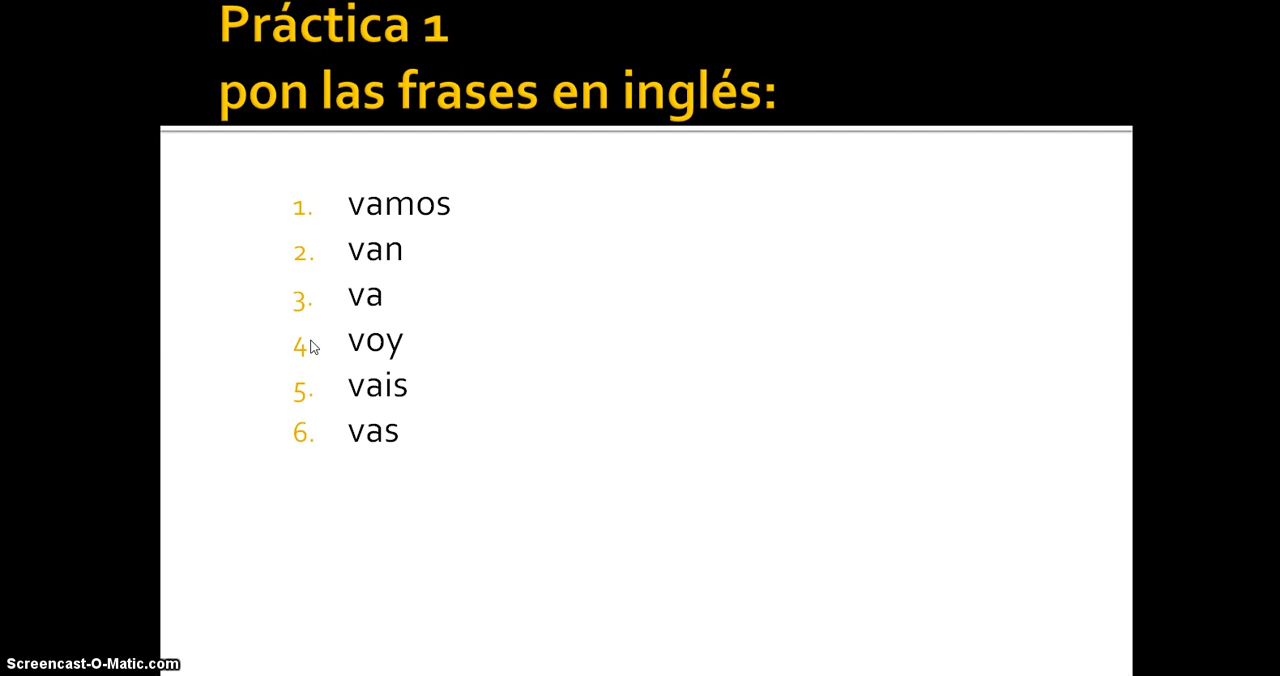 Práctica 1
pon las frases en inglés:
1. vamos
2. van
3. va
4. voy
5. vais
6. vas
Screencast-O-Matic.com